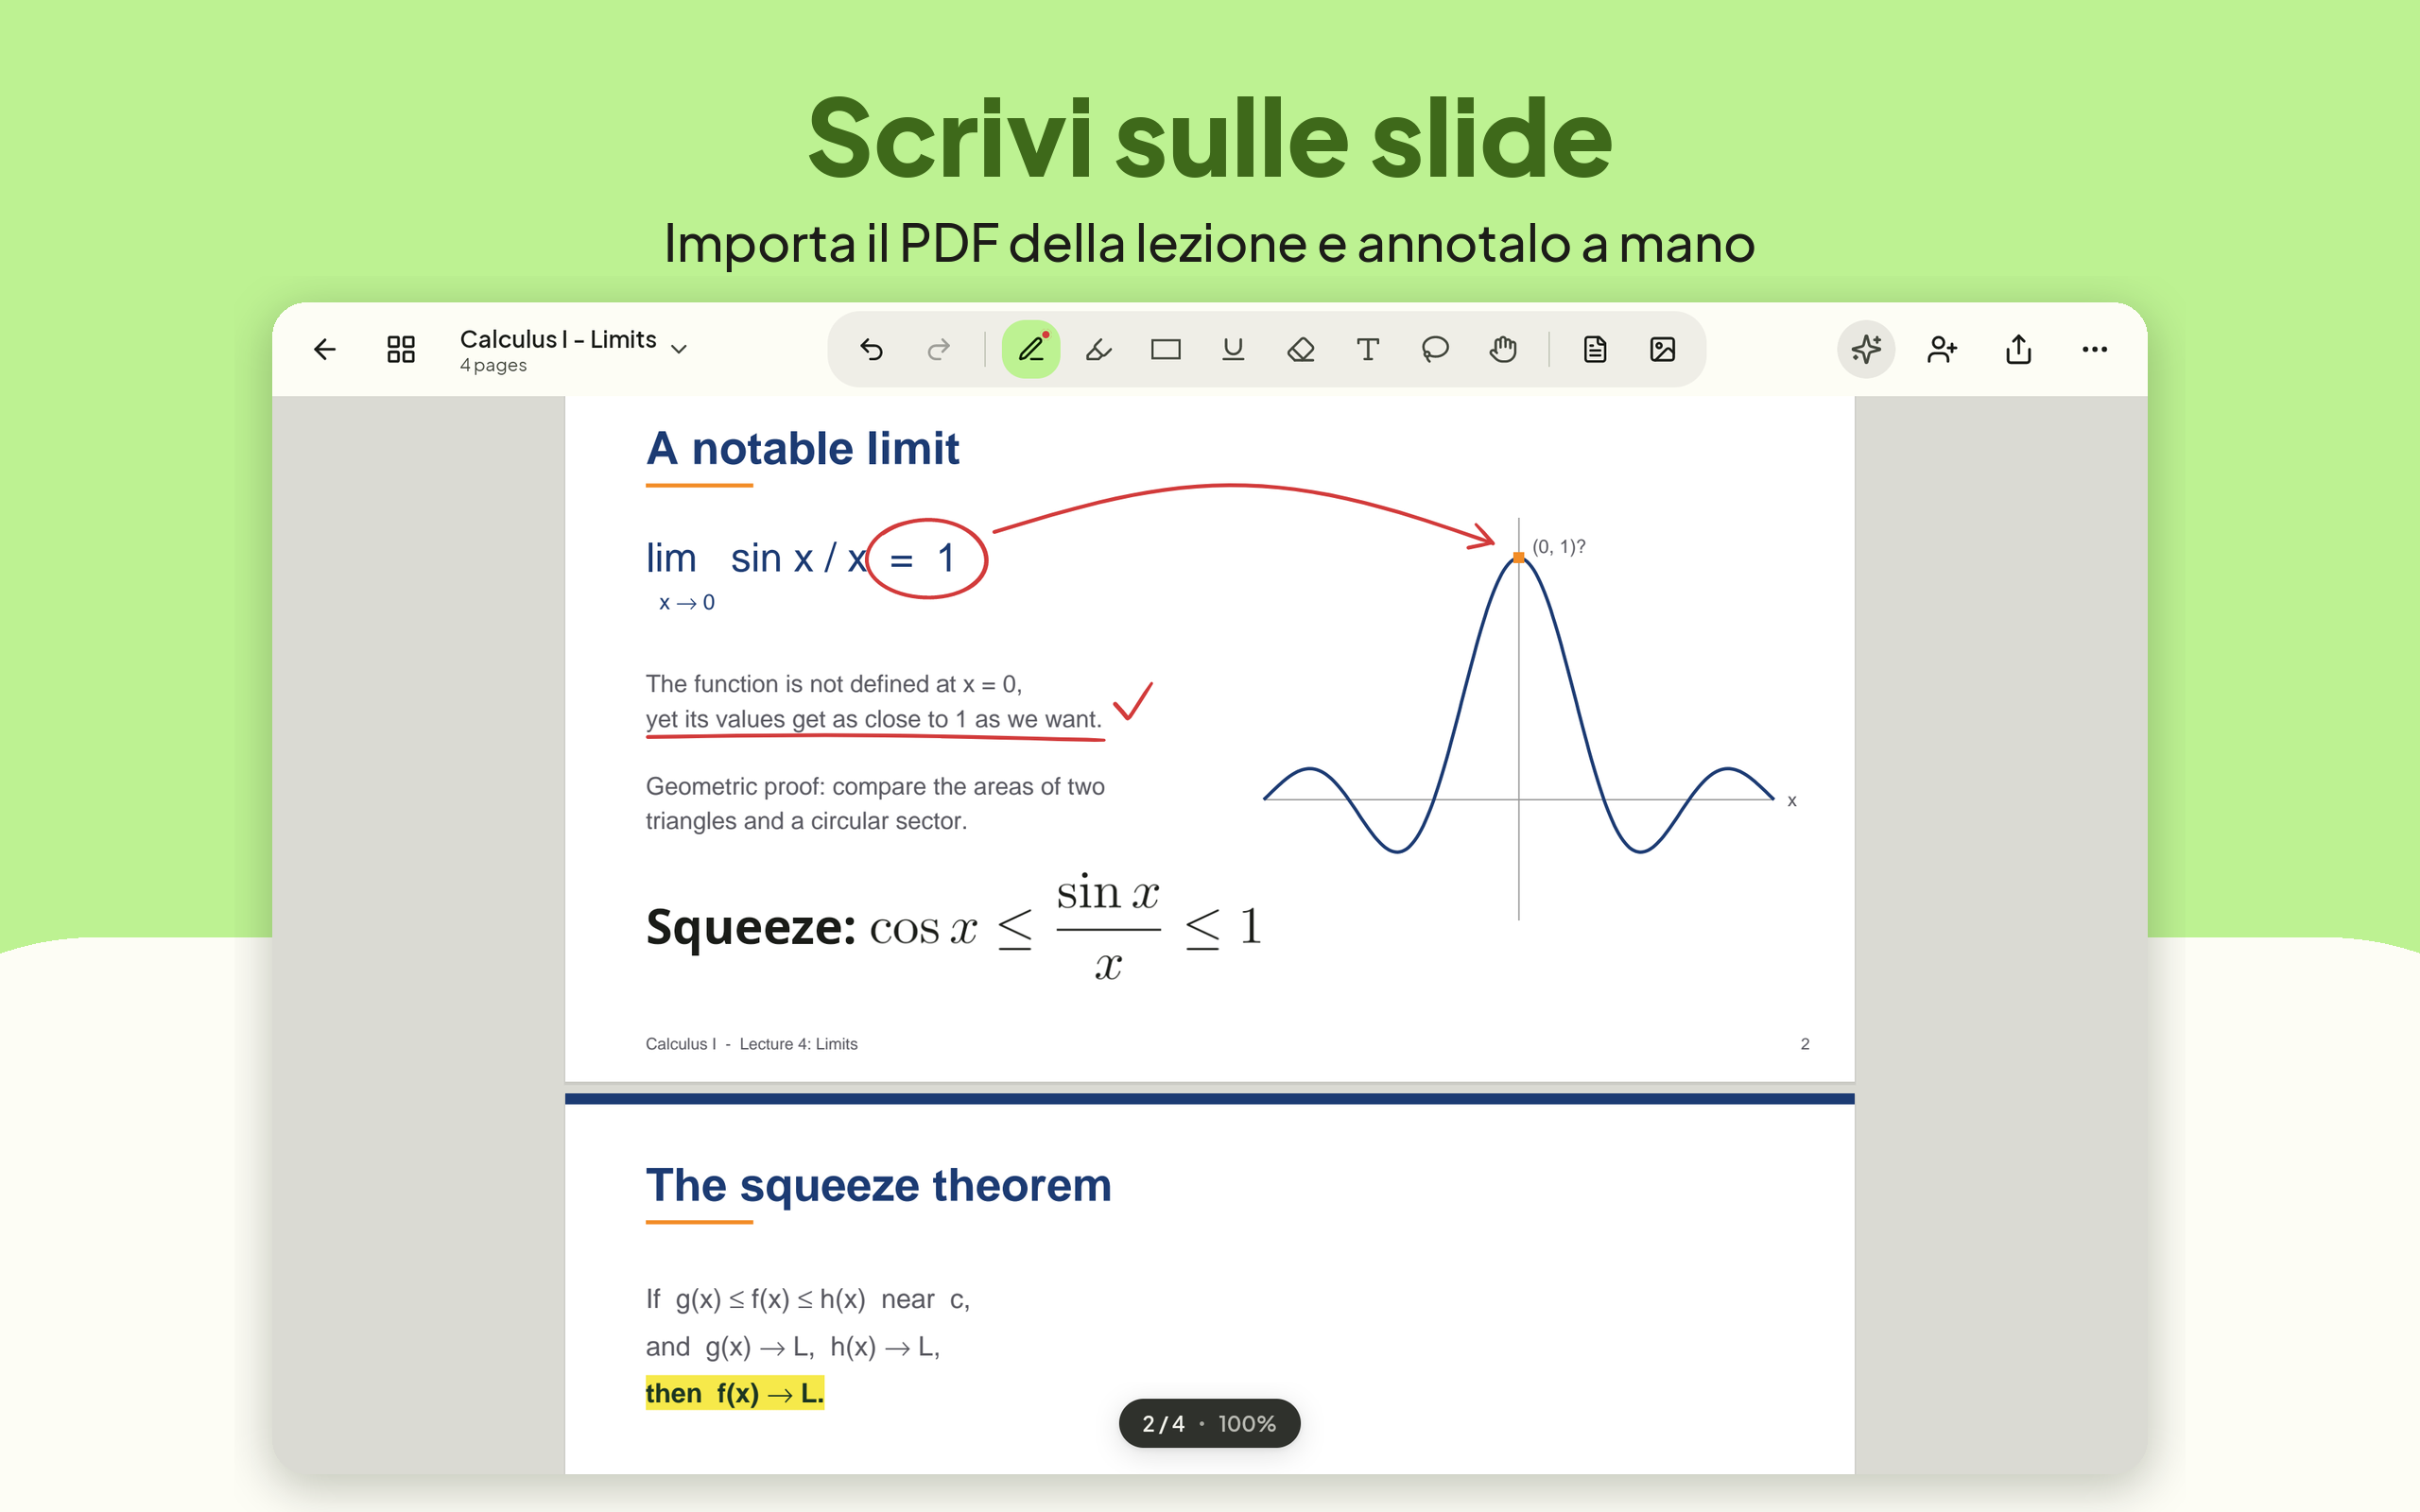 Scrivi sulle slide
Importa il PDF della lezione e annotalo a mano
Calculus I - Limits
4 pages
A notable limit
lim sin x / x = 1
x → 0
(0, 1)?
x
The function is not defined at x = 0,
yet its values get as close to 1 as we want.
Geometric proof: compare the areas of two
triangles and a circular sector.
Squeeze: cos x ≤ sin x / x ≤ 1
Calculus I - Lecture 4: Limits
2
The squeeze theorem
If g(x) ≤ f(x) ≤ h(x) near c,
and g(x) → L, h(x) → L,
then f(x) → L.
2 / 4 · 100%